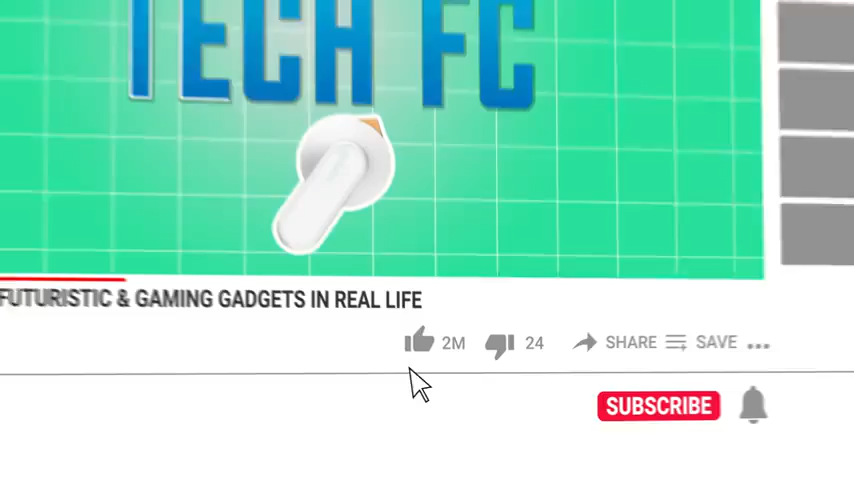 TECH FC
FUTURISTIC & GAMING GADGETS IN REAL LIFE
2M 24 SHARE SAVE ...
SUBSCRIBE